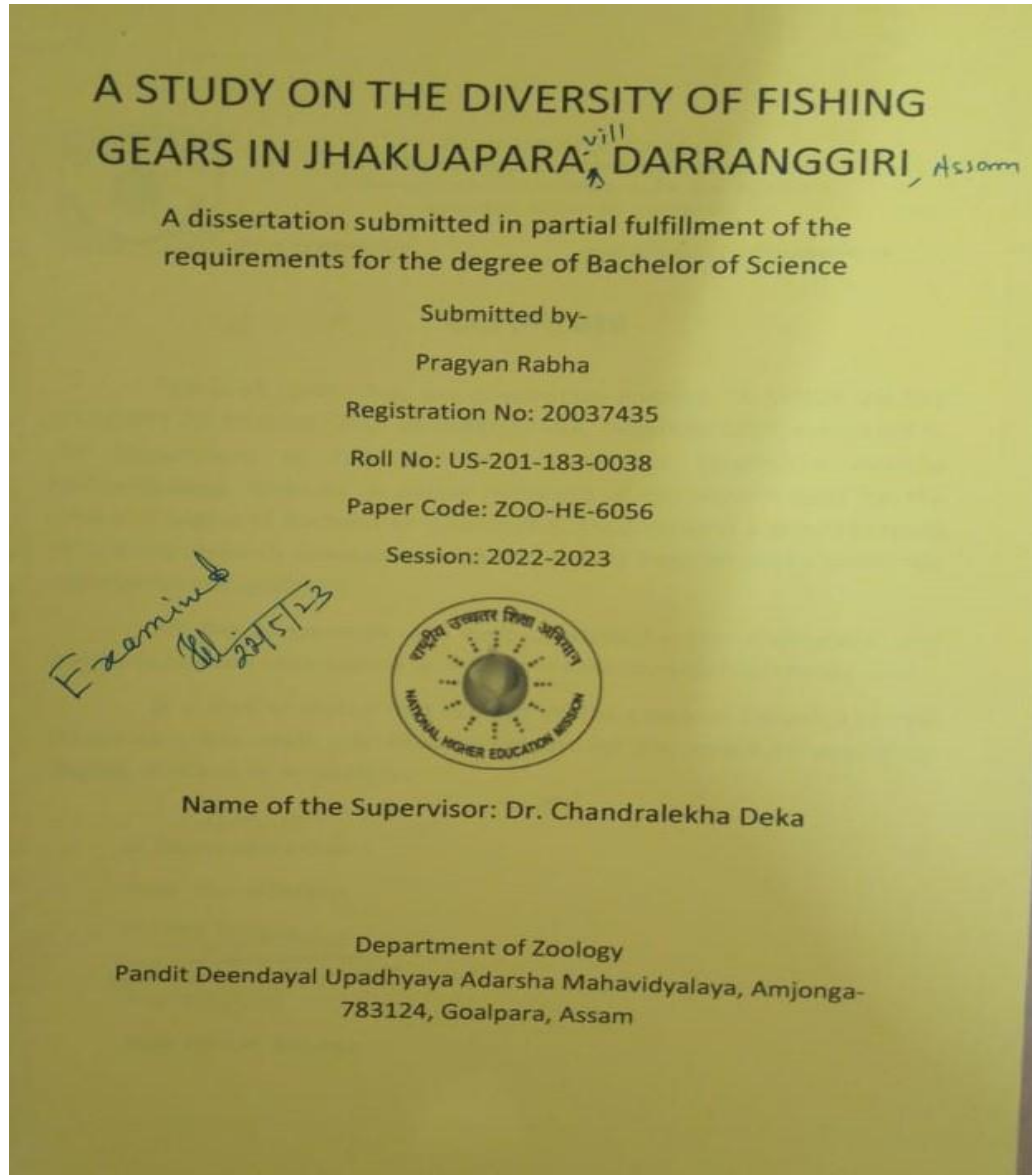 A STUDY ON THE DIVERSITY OF FISHING
vill
GEARS IN JHAKUAPARA, DARRANGGIRI, Assam
A dissertation submitted in partial fulfillment of the
requirements for the degree of Bachelor of Science
Submitted by-
Pragyan Rabha
Registration No: 20037435
Roll No: US-201-183-0038
Paper Code: ZOO-HE-6056
Session: 2022-2023
Examined
22/5/23
राष्ट्रीय उच्चतर शिक्षा अभियान
NATIONAL HIGHER EDUCATION MISSION
Name of the Supervisor: Dr. Chandralekha Deka
Department of Zoology
Pandit Deendayal Upadhyaya Adarsha Mahavidyalaya, Amjonga-
783124, Goalpara, Assam